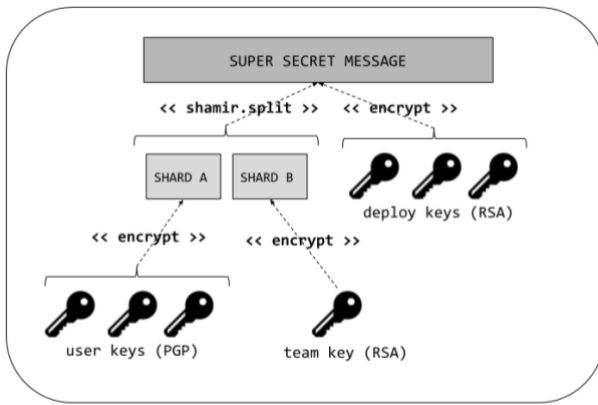 SUPER SECRET MESSAGE
<< shamir.split >>
<< encrypt >>
SHARD A
SHARD B
deploy keys (RSA)
<< encrypt >>
<< encrypt >>
user keys (PGP)
team key (RSA)